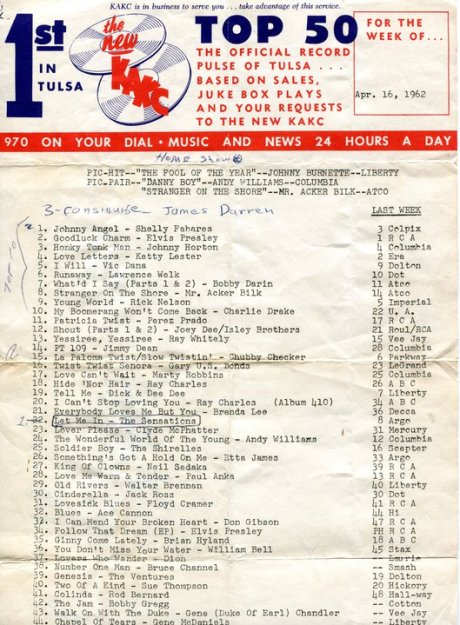 KAKC is in business to serve you...take advantage of this service.
1st
IN
TULSA
the
new
KAKC
TOP 50
THE OFFICIAL RECORD
PULSE OF TULSA ...
BASED ON SALES,
JUKE BOX PLAYS
AND YOUR REQUESTS
TO THE NEW KAKC
FOR THE
WEEK OF...
Apr. 16, 1962
970 ON YOUR DIAL • MUSIC AND NEWS 24 HOURS A DAY
HOME Show
PIC-HIT--"THE FOOL OF THE YEAR"--JOHNNY BURNETTE--LIBERTY
PIC-PAIR--"DANNY BOY"--ANDY WILLIAMS--COLUMBIA
"STRANGER ON THE SHORE"--MR. ACKER BILK--ATCO
3- James Darren
LAST WEEK
1. Johnny Angel - Shelly Fabares 3 Colpix
2. Goodluck Charm - Elvis Presley 1 R C A
3. Honky Tonk Man - Johnny Horton 4 Columbia
4. Love Letters - Ketty Lester 2 Era
5. I Will - Vic Dana 9 Dolton
6. Runaway - Lawrence Welk 10 Dot
7. What'd I Say (Parts 1 & 2) - Bobby Darin 11 Atco
8. Stranger On The Shore - Mr. Acker Bilk 14 Atco
9. Young World - Rick Nelson 5 Imperial
10. My Boomerang Won't Come Back - Charlie Drake 22 U. A.
11. Patricia Twist - Perez Prado 17 R C A
12. Shout (Parts 1 & 2) - Joey Dee/Isley Brothers 21 Roul/RCA
13. Yessiree, Yessiree - Ray Whitely 15 Vee Jay
14. PT 109 - Jimmy Dean 28 Columbia
15. La Paloma Twist/Slow Twistin' - Chubby Checker 6 Parkway
16. Twist Twist Senora - Gary U.S. Bonds 23 LeGrand
17. Love Can't Wait - Marty Robbins 25 Columbia
18. Hide 'Nor Hair - Ray Charles 26 A B C
19. Tell Me - Dick & Dee Dee 7 Liberty
20. I Can't Stop Loving You - Ray Charles (Album 410) 34 A B C
21. Everybody Loves Me But You - Brenda Lee 36 Decca
22. Let Me In - The Sensations 8 Argo
23. Lover Please - Clyde McPhatter 31 Mercury
24. The Wonderful World Of The Young - Andy Williams 12 Columbia
25. Soldier Boy - The Shirelles 16 Scepter
26. Something's Got A Hold On Me - Etta James 33 Argo
27. King Of Clowns - Neil Sedaka 39 R C A
28. Love Me Warm & Tender - Paul Anka 13 R C A
29. Old Rivers - Walter Brennan 40 Liberty
30. Cinderella - Jack Ross 30 Dot
31. Lovesick Blues - Floyd Cramer 41 R C A
32. Blues - Ace Cannon 44 Hi
33. I Can Mend Your Broken Heart - Don Gibson 47 R C A
34. Follow That Dream (EP) - Elvis Presley PH R C A
35. Ginny Come Lately - Brian Hyland 18 A B C
36. You Don't Miss Your Water - William Bell 45 Stax
37. Lovers Who Wander - Dion -- Laurie
38. Number One Man - Bruce Channel -- Smash
39. Genesis - The Ventures 19 Dolton
40. Two Of A Kind - Sue Thompson 20 Hickory
41. Colinda - Rod Bernard 48 Hall-way
42. The Jam - Bobby Gregg -- Cotton
43. Walk On With The Duke - Gene (Duke Of Earl) Chandler -- Vee Jay
44. Chapel Of Tears - Gene McDaniels -- Liberty